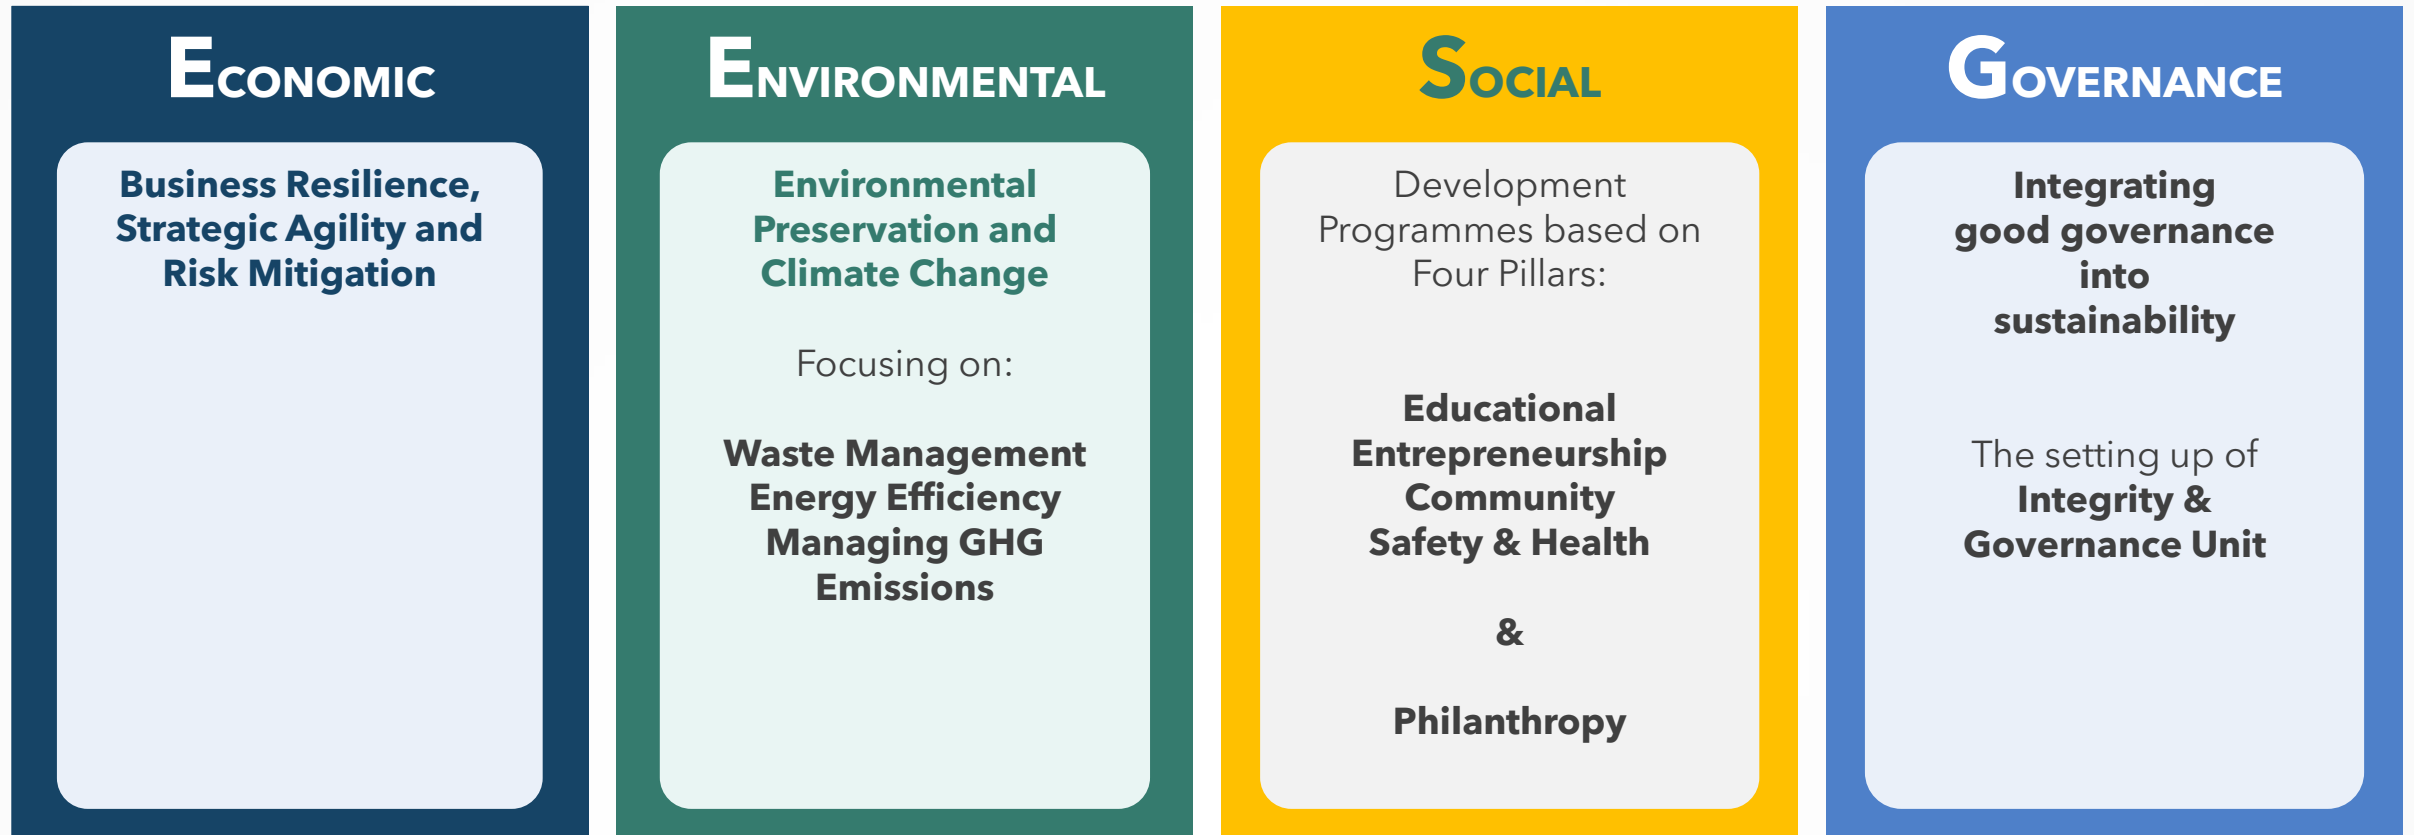 ECONOMIC
Business Resilience,
Strategic Agility and
Risk Mitigation
ENVIRONMENTAL
Environmental
Preservation and
Climate Change
Focusing on:
Waste Management
Energy Efficiency
Managing GHG
Emissions
SOCIAL
Development
Programmes based on
Four Pillars:
Educational
Entrepreneurship
Community
Safety & Health
&
Philanthropy
GOVERNANCE
Integrating
good governance
into
sustainability
The setting up of
Integrity &
Governance Unit